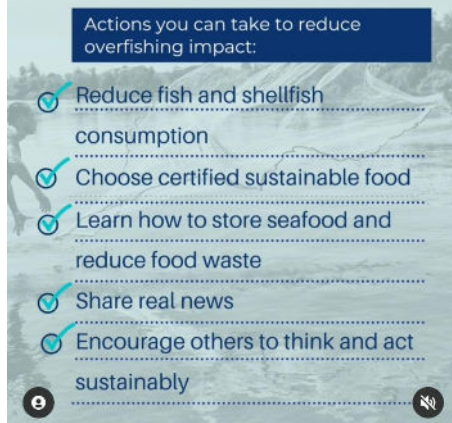 Actions you can take to reduce
overfishing impact:
Reduce fish and shellfish
consumption
Choose certified sustainable food
Learn how to store seafood and
reduce food waste
Share real news
Encourage others to think and act
sustainably